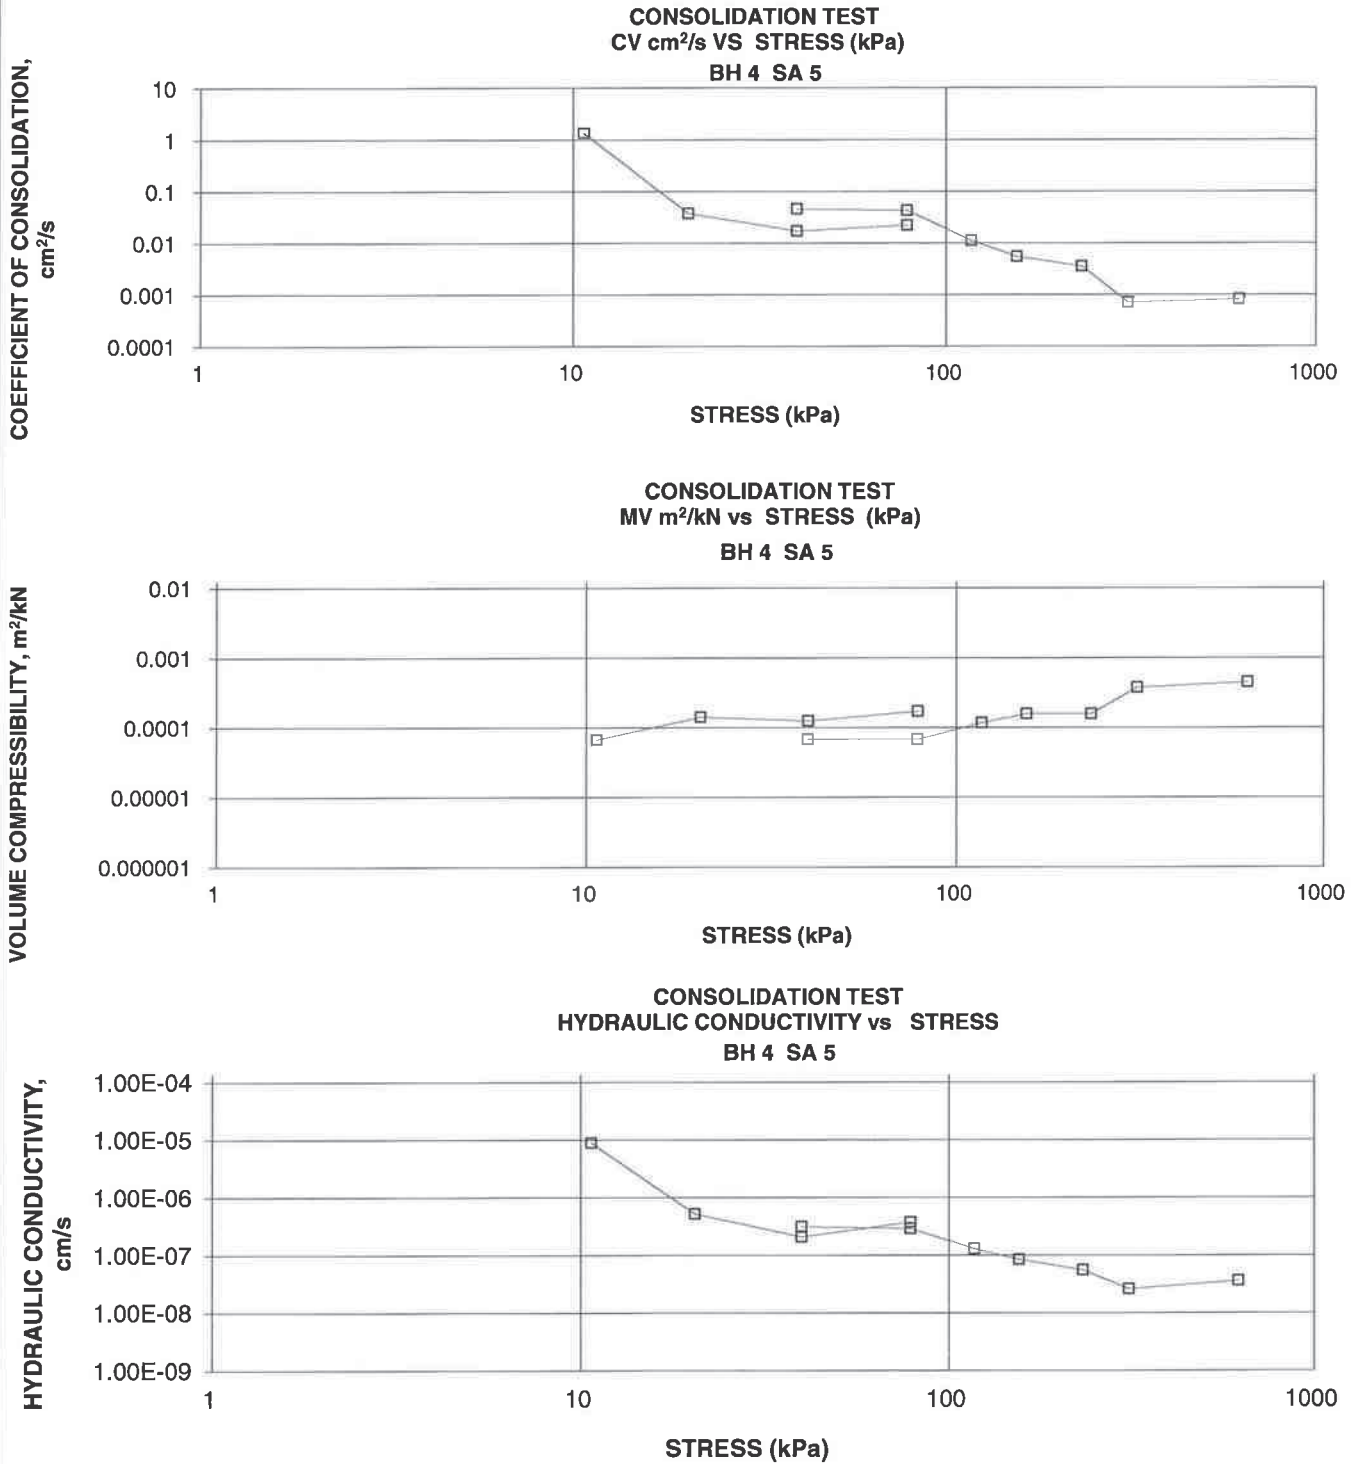 CONSOLIDATION TEST
CV cm²/s VS STRESS (kPa)
BH 4 SA 5
COEFFICIENT OF CONSOLIDATION,
cm²/s
10
1
0.1
0.01
0.001
0.0001
1 10 100 1000
STRESS (kPa)
CONSOLIDATION TEST
MV m²/kN vs STRESS (kPa)
BH 4 SA 5
VOLUME COMPRESSIBILITY, m²/kN
0.01
0.001
0.0001
0.00001
0.000001
1 10 100 1000
STRESS (kPa)
CONSOLIDATION TEST
HYDRAULIC CONDUCTIVITY vs STRESS
BH 4 SA 5
HYDRAULIC CONDUCTIVITY,
cm/s
1.00E-04
1.00E-05
1.00E-06
1.00E-07
1.00E-08
1.00E-09
1 10 100 1000
STRESS (kPa)